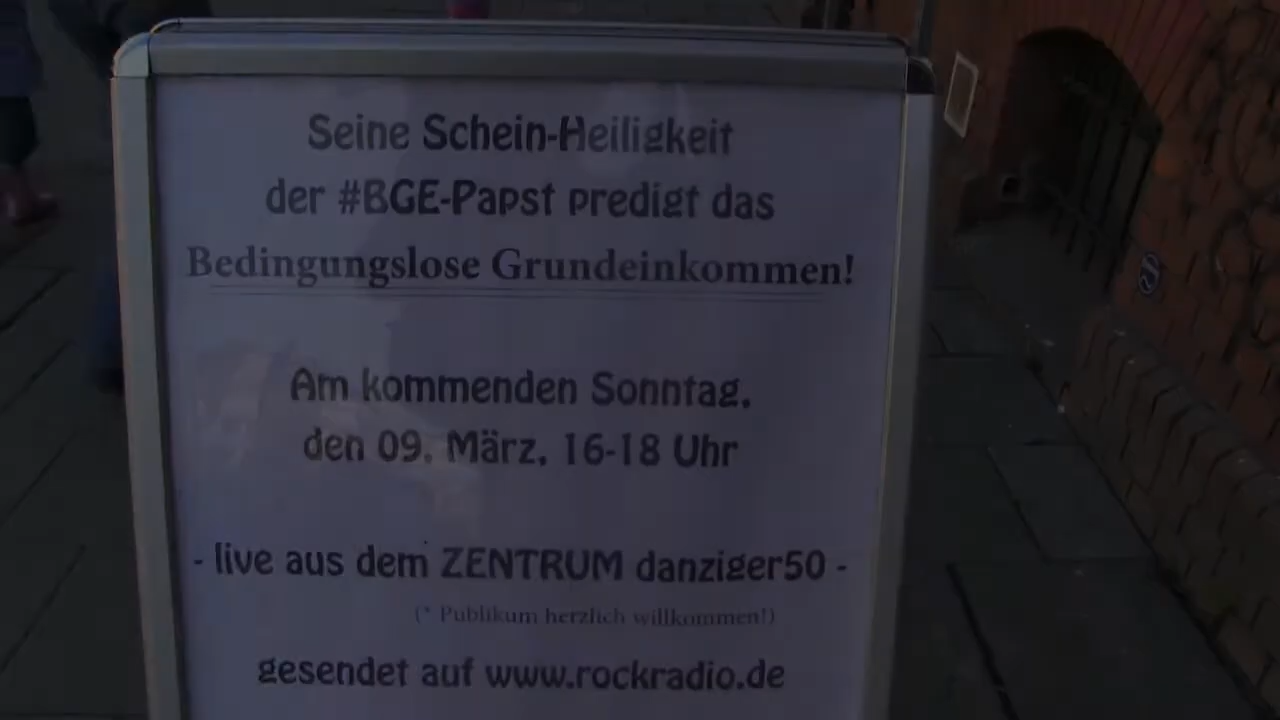 Seine Schein-Heiligkeit
der #BGE-Papst predigt das
Bedingungslose Grundeinkommen!
Am kommenden Sonntag,
den 09. März, 16-18 Uhr
- live aus dem ZENTRUM danziger50 -
(* Publikum herzlich willkommen!)
gesendet auf www.rockradio.de